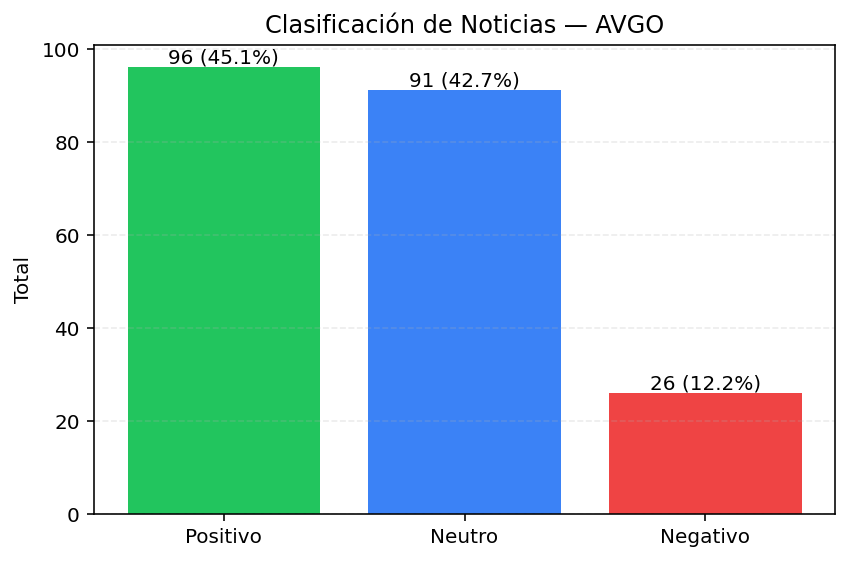 Clasificación de Noticias — AVGO
96 (45.1%)
91 (42.7%)
26 (12.2%)
Total
100
80
60
40
20
0
Positivo
Neutro
Negativo